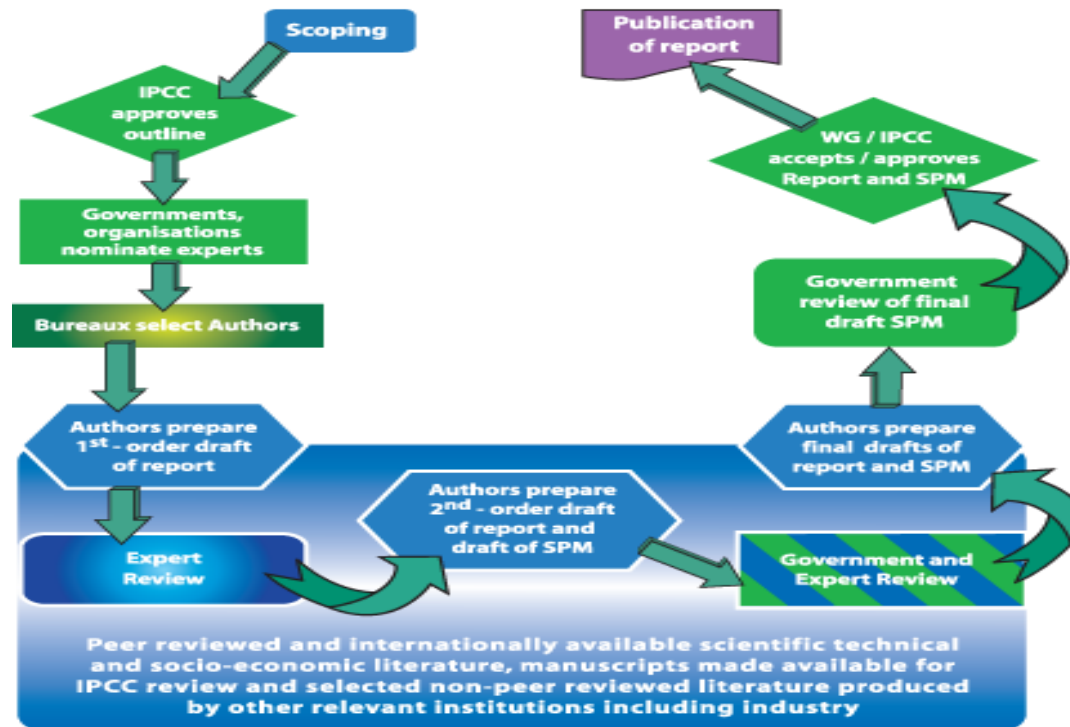 Scoping
IPCC
approves
outline
Governments,
organisations
nominate experts
Bureaux select Authors
Authors prepare
1st - order draft
of report
Expert
Review
Authors prepare
2nd - order draft
of report and
draft of SPM
Government and
Expert Review
Authors prepare
final drafts of
report and SPM
Government
review of final
draft SPM
WG / IPCC
accepts / approves
Report and SPM
Publication
of report
Peer reviewed and internationally available scientific technical
and socio-economic literature, manuscripts made available for
IPCC review and selected non-peer reviewed literature produced
by other relevant institutions including industry